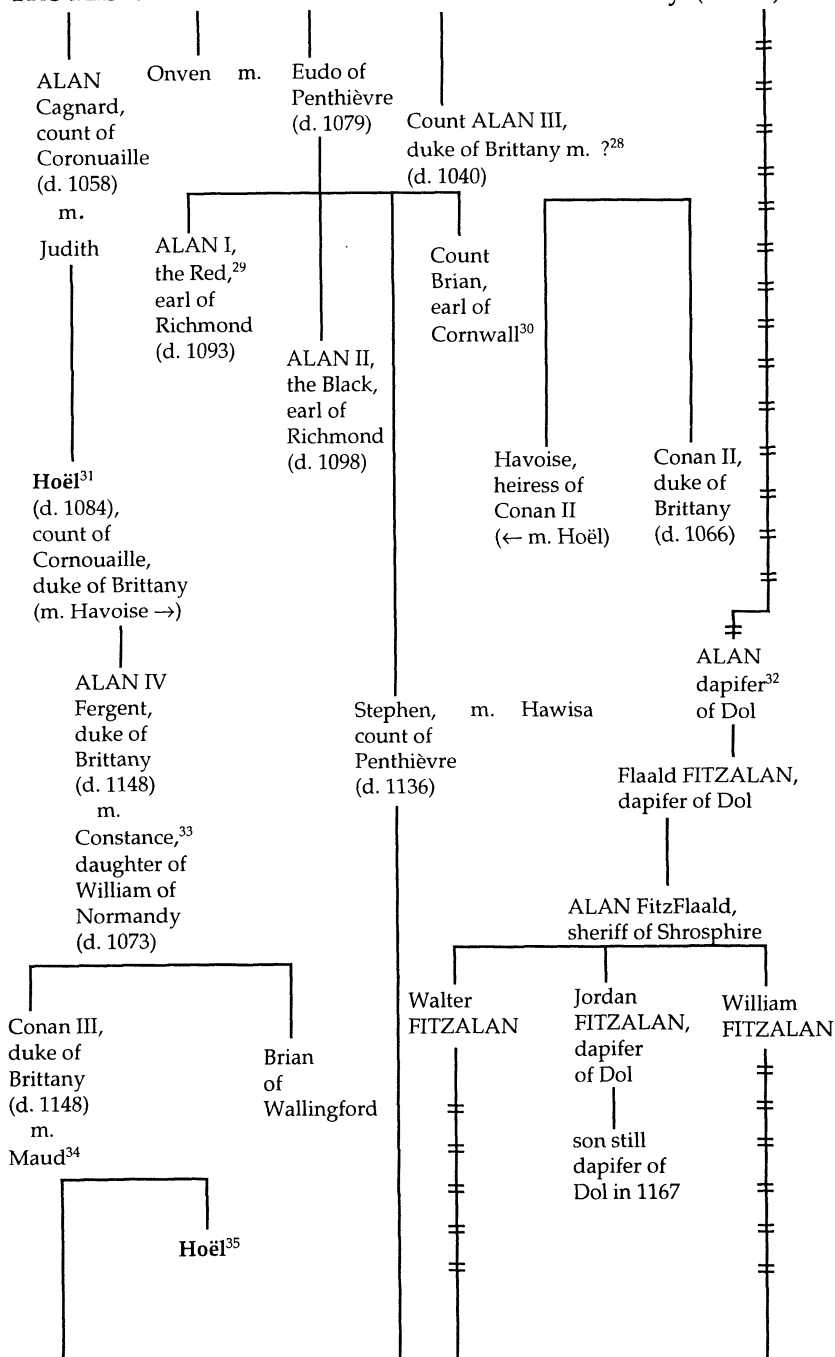 ALAN
Cagnard,
count of
Coronuaille
(d. 1058)
m.
Judith
Onven m.
Eudo of
Penthièvre
(d. 1079)
Count ALAN III,
duke of Brittany m. ?28
(d. 1040)
ALAN I,
the Red,29
earl of
Richmond
(d. 1093)
ALAN II,
the Black,
earl of
Richmond
(d. 1098)
Count
Brian,
earl of
Cornwall30
Havoise,
heiress of
Conan II
(← m. Hoël)
Conan II,
duke of
Brittany
(d. 1066)
Hoël31
(d. 1084),
count of
Cornouaille,
duke of Brittany
(m. Havoise →)
ALAN
dapifer32
of Dol
ALAN IV
Fergent,
duke of
Brittany
(d. 1148)
m.
Constance,33
daughter of
William of
Normandy
(d. 1073)
Stephen, m. Hawisa
count of
Penthièvre
(d. 1136)
Flaald FITZALAN,
dapifer of Dol
ALAN FitzFlaald,
sheriff of Shrosphire
Conan III,
duke of
Brittany
(d. 1148)
m.
Maud34
Brian
of
Wallingford
Walter
FITZALAN
Jordan
FITZALAN,
dapifer
of Dol
William
FITZALAN
son still
dapifer of
Dol in 1167
Hoël35